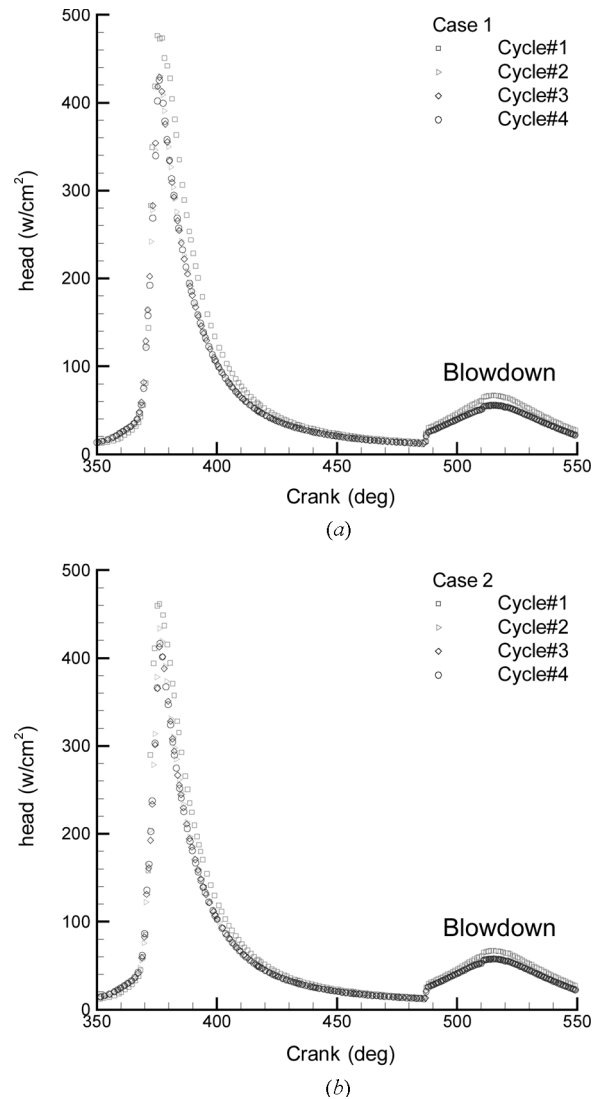 500
400
300
200
100
0
head (w/cm²)
Case 1
Cycle#1
Cycle#2
Cycle#3
Cycle#4
Blowdown
350
400
450
500
550
Crank (deg)
(a)
500
400
300
200
100
0
head (w/cm²)
Case 2
Cycle#1
Cycle#2
Cycle#3
Cycle#4
Blowdown
350
400
450
500
550
Crank (deg)
(b)